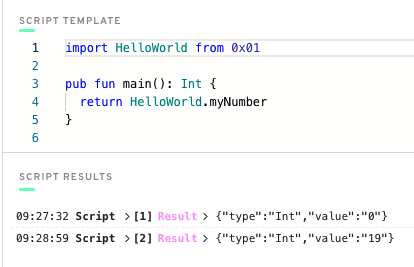 SCRIPT TEMPLATE
1 import HelloWorld from 0x01
2
3 pub fun main(): Int {
4 return HelloWorld.myNumber
5 }
6
SCRIPT RESULTS
09:27:32 Script >[1] Result > {"type":"Int","value":"0"}
09:28:59 Script >[2] Result > {"type":"Int","value":"19"}